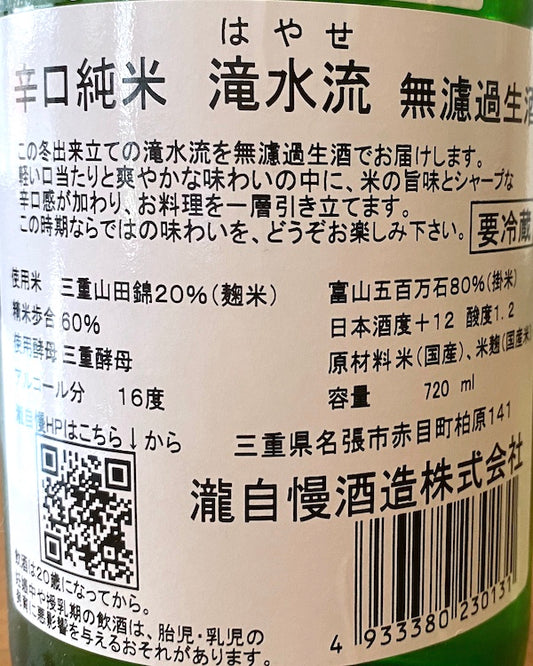 はやせ
辛口純米 滝水流 無濾過生酒
この冬出来立ての滝水流を無濾過生酒でお届けします。
軽い口当たりと爽やかな味わいの中に、米の旨味とシャープな
辛口感が加わり、お料理を一層引き立てます。
この時期ならではの味わいを、どうぞお楽しみ下さい。
要冷蔵
使用米 三重山田錦20%(麹米)
富山五百万石80%(掛米)
精米歩合 60%
日本酒度+12 酸度1.2
使用酵母 三重酵母
原材料 米(国産)、米麹(国産米)
アルコール分 16度
容量 720 ml
瀧自慢HPはこちら↓から
三重県名張市赤目町柏原141
瀧自慢酒造株式会社
飲酒は20歳になってから。
妊娠中や授乳期の飲酒は、胎児・乳児の
発育に悪影響を与えるおそれがあります。
4 933380 230131